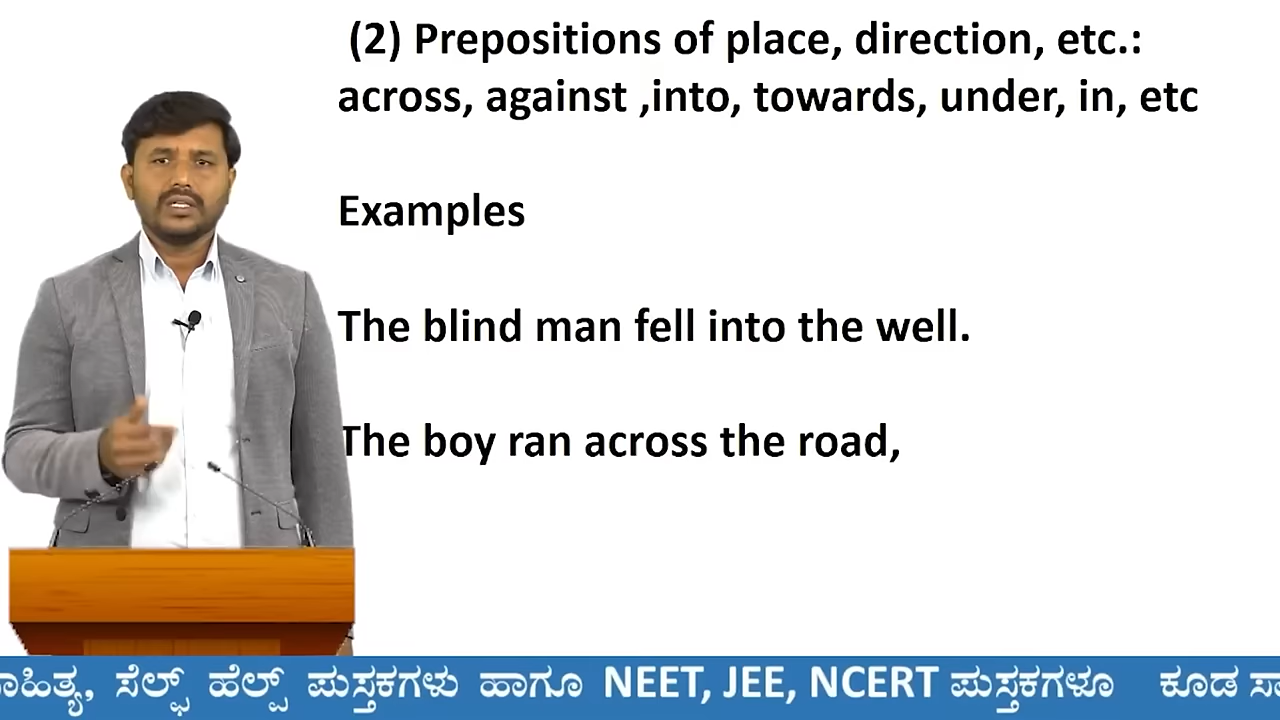 (2) Prepositions of place, direction, etc.:
across, against ,into, towards, under, in, etc
Examples
The blind man fell into the well.
The boy ran across the road,
ಸೆಲ್ಫ್ ಹೆಲ್ಪ್ ಪುಸ್ತಕಗಳು ಹಾಗೂ NEET, JEE, NCERT ಪುಸ್ತಕಗಳೂ ಕೂಡ